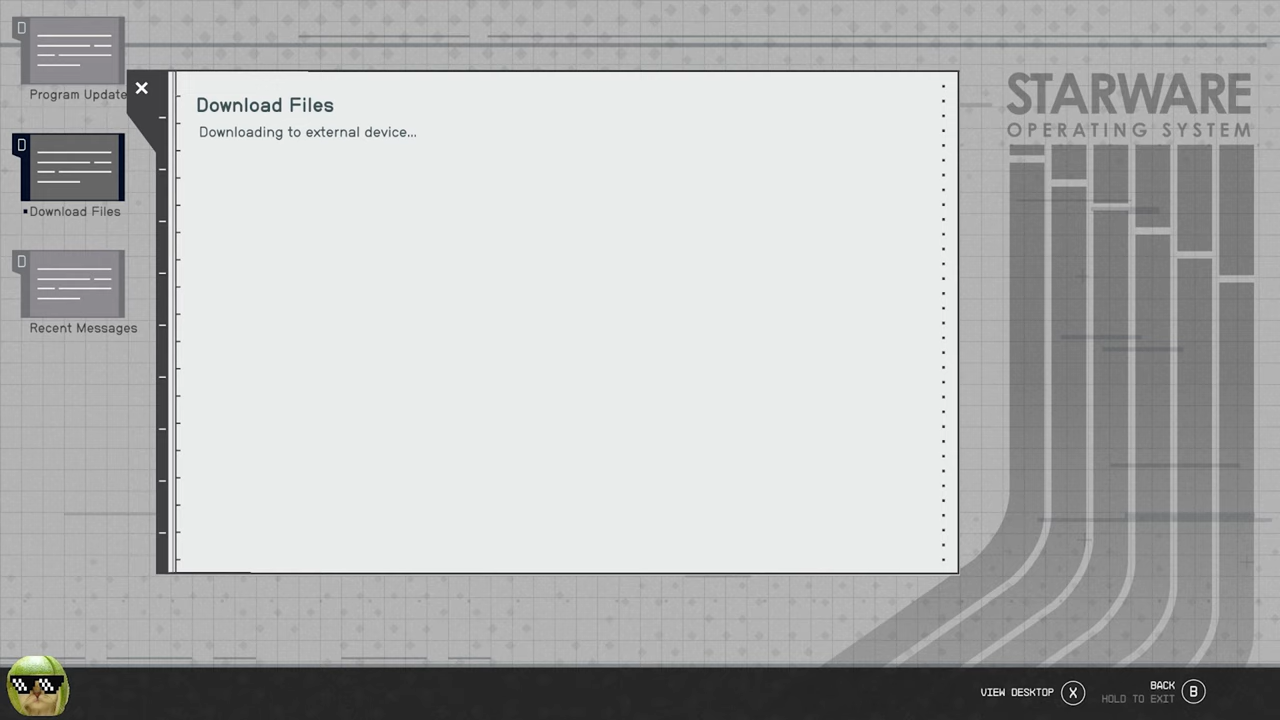 D
Program Update
D
Download Files
D
Recent Messages
×
Download Files
Downloading to external device...
STARWARE
OPERATING SYSTEM
VIEW DESKTOP X
BACK
HOLD TO EXIT B